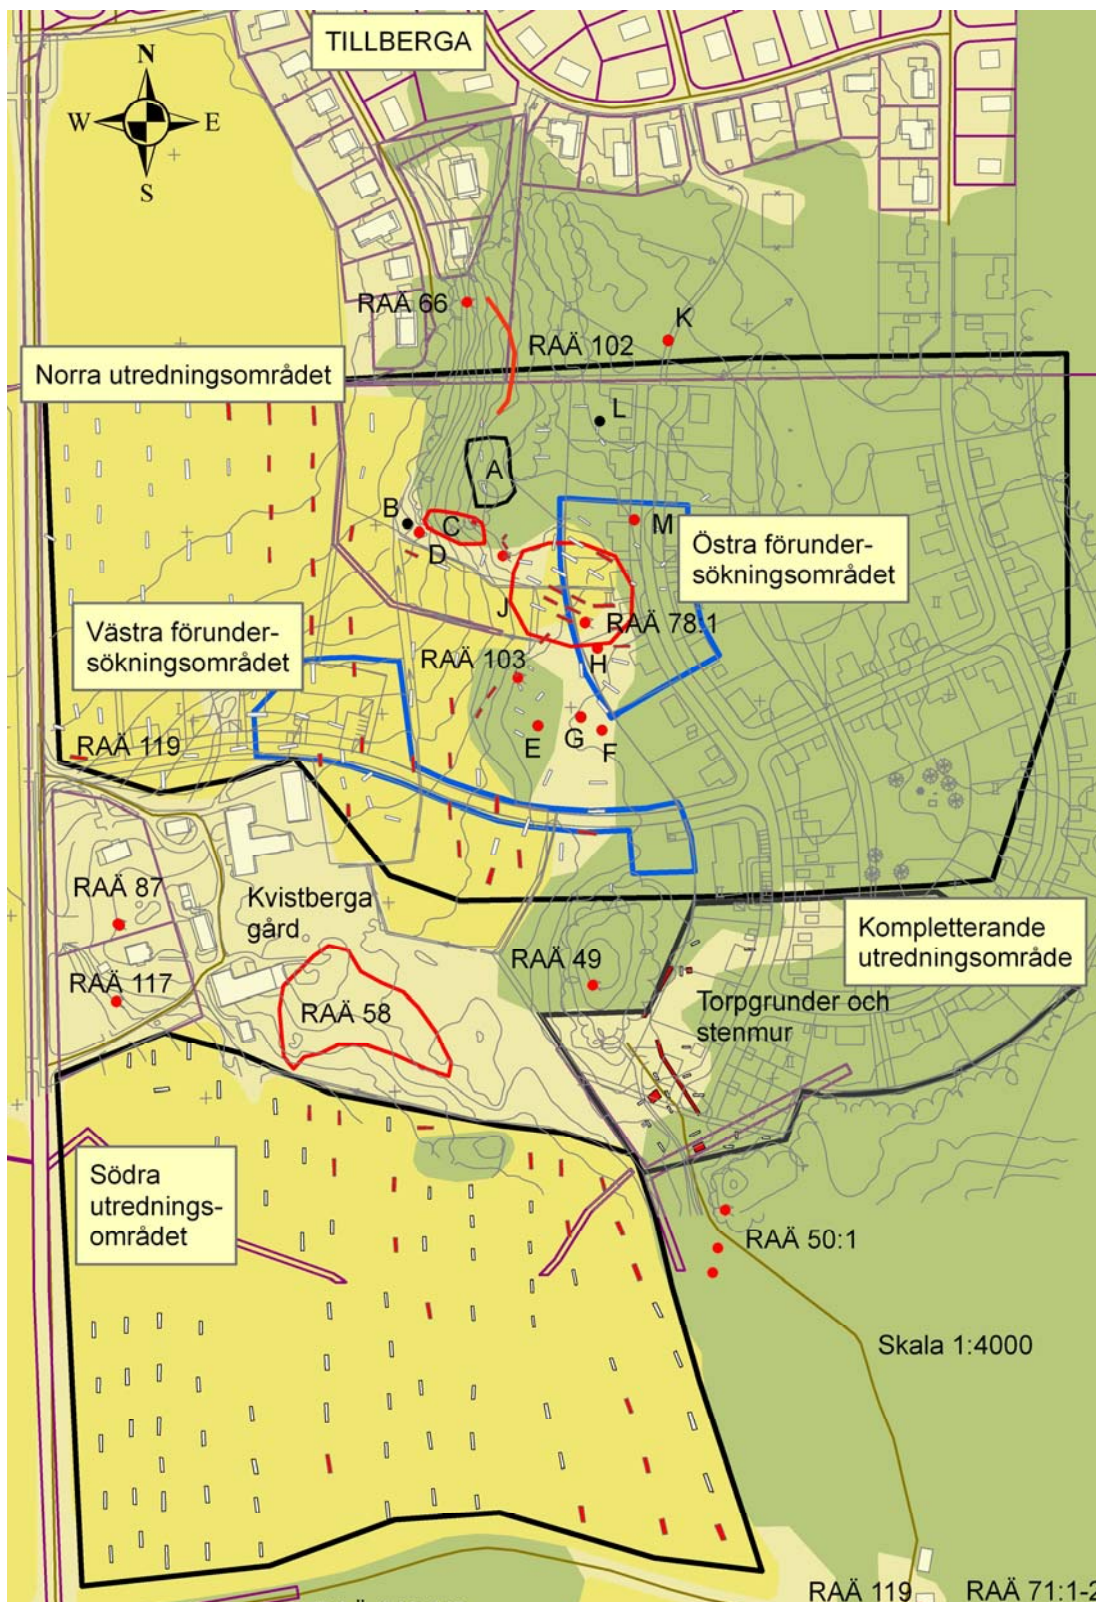 TILLBERGA
N
W E
S
RAÄ 66
RAÄ 102
K
Norra utredningsområdet
L
A
B
C
D
M
Östra förunder-
sökningsområdet
J
Västra förunder-
sökningsområdet
RAÄ 78:1
H
RAÄ 103
E
G
F
RAÄ 119
RAÄ 87
Kvistberga
gård
Kompletterande
utredningsområde
RAÄ 49
RAÄ 117
RAÄ 58
Torpgrunder och
stenmur
Södra
utrednings-
området
RAÄ 50:1
Skala 1:4000
RAÄ 119
RAÄ 71:1-2